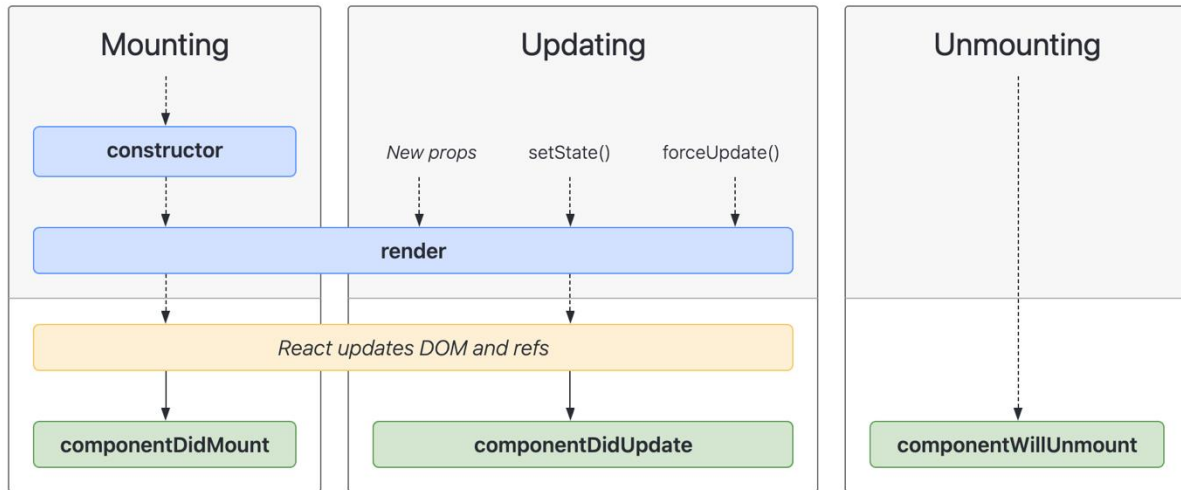 Mounting
Updating
Unmounting
constructor
New props
setState()
forceUpdate()
render
React updates DOM and refs
componentDidMount
componentDidUpdate
componentWillUnmount